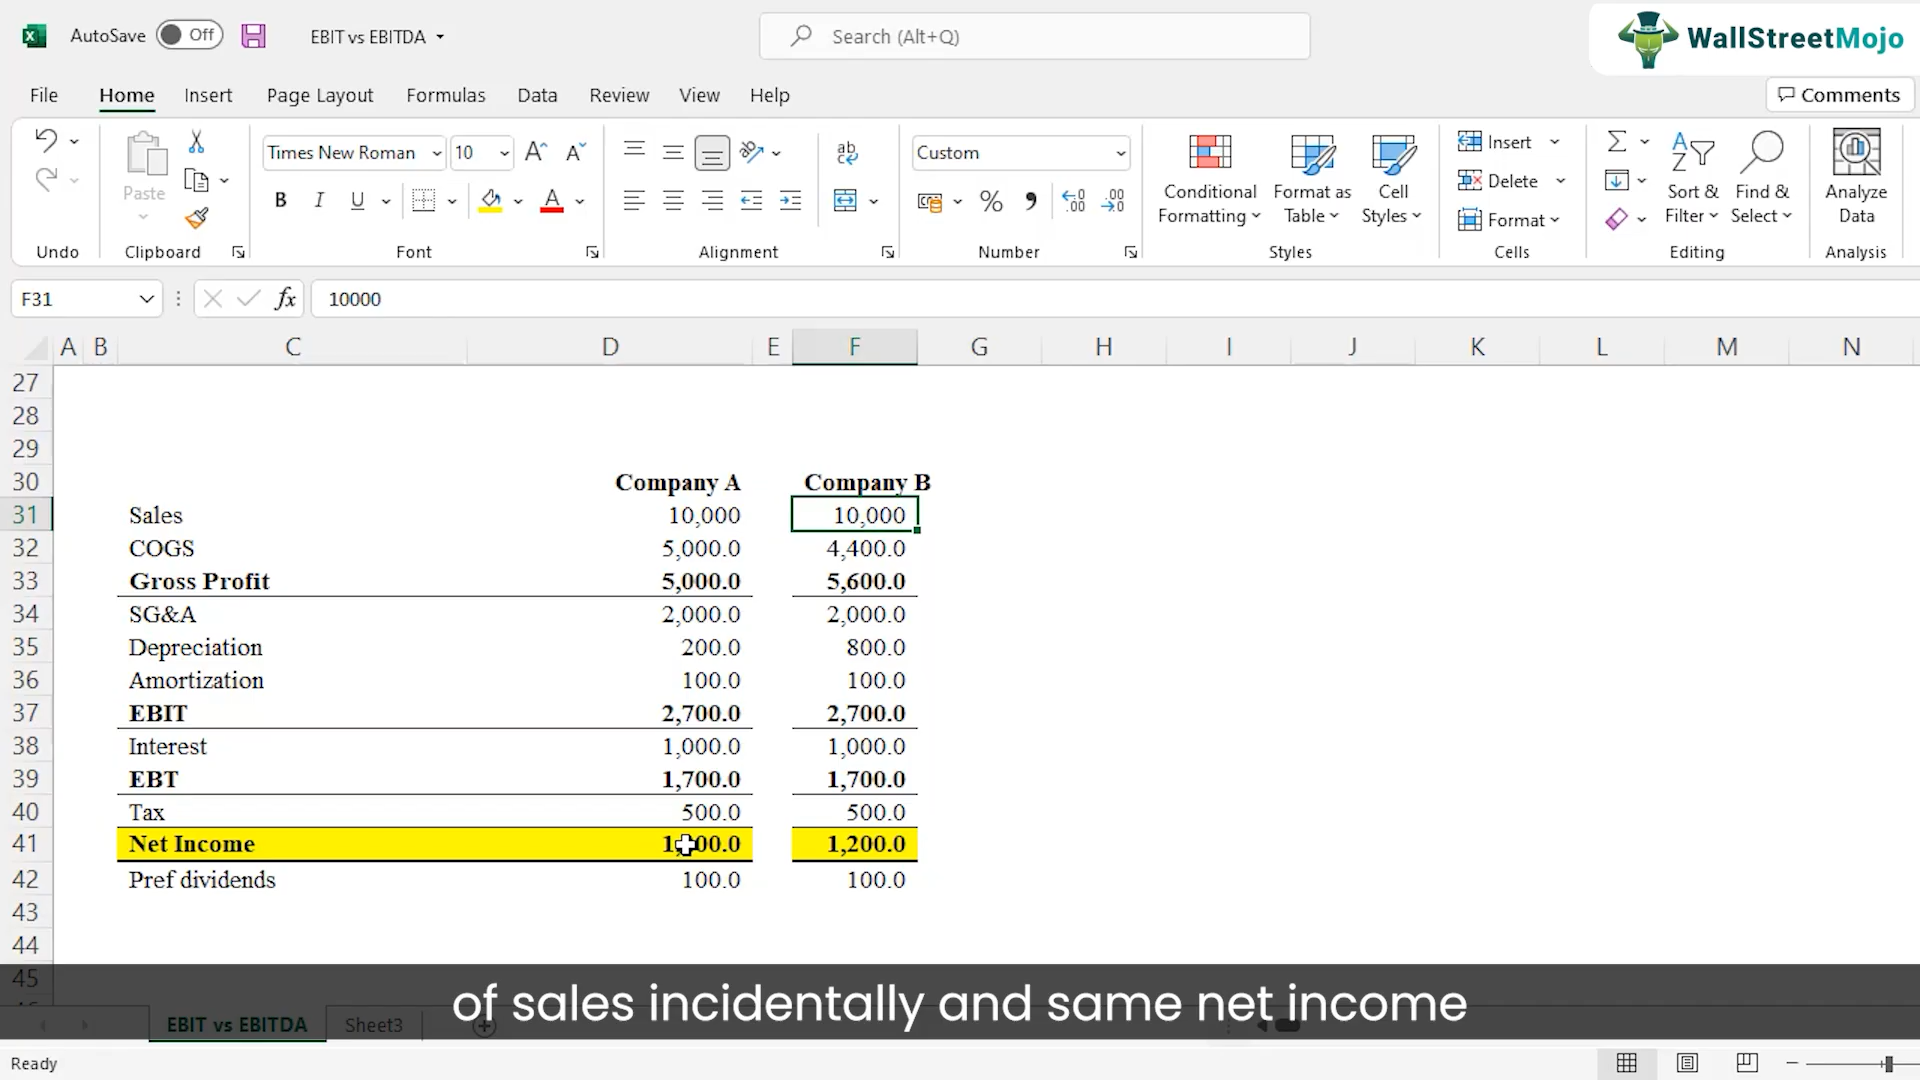 AutoSave Off EBIT vs EBITDA Search (Alt+Q) WallStreetMojo
File Home Insert Page Layout Formulas Data Review View Help Comments
Paste Times New Roman 10 A A ab Custom Conditional Formatting Format as Table Cell Styles Insert Delete Format Sort & Filter Find & Select Analyze Data
B I U A % .00
Undo Clipboard Font Alignment Number Styles Cells Editing Analysis
F31 fx 10000
A B C D E F G H I J K L M N
27
28
29
30 Company A Company B
31 Sales 10,000 10,000
32 COGS 5,000.0 4,400.0
33 Gross Profit 5,000.0 5,600.0
34 SG&A 2,000.0 2,000.0
35 Depreciation 200.0 800.0
36 Amortization 100.0 100.0
37 EBIT 2,700.0 2,700.0
38 Interest 1,000.0 1,000.0
39 EBT 1,700.0 1,700.0
40 Tax 500.0 500.0
41 Net Income 1,200.0
42 Pref dividends 100.0 100.0
43
44
45
of sales incidentally and same net income
EBIT vs EBITDA Sheet3
Ready